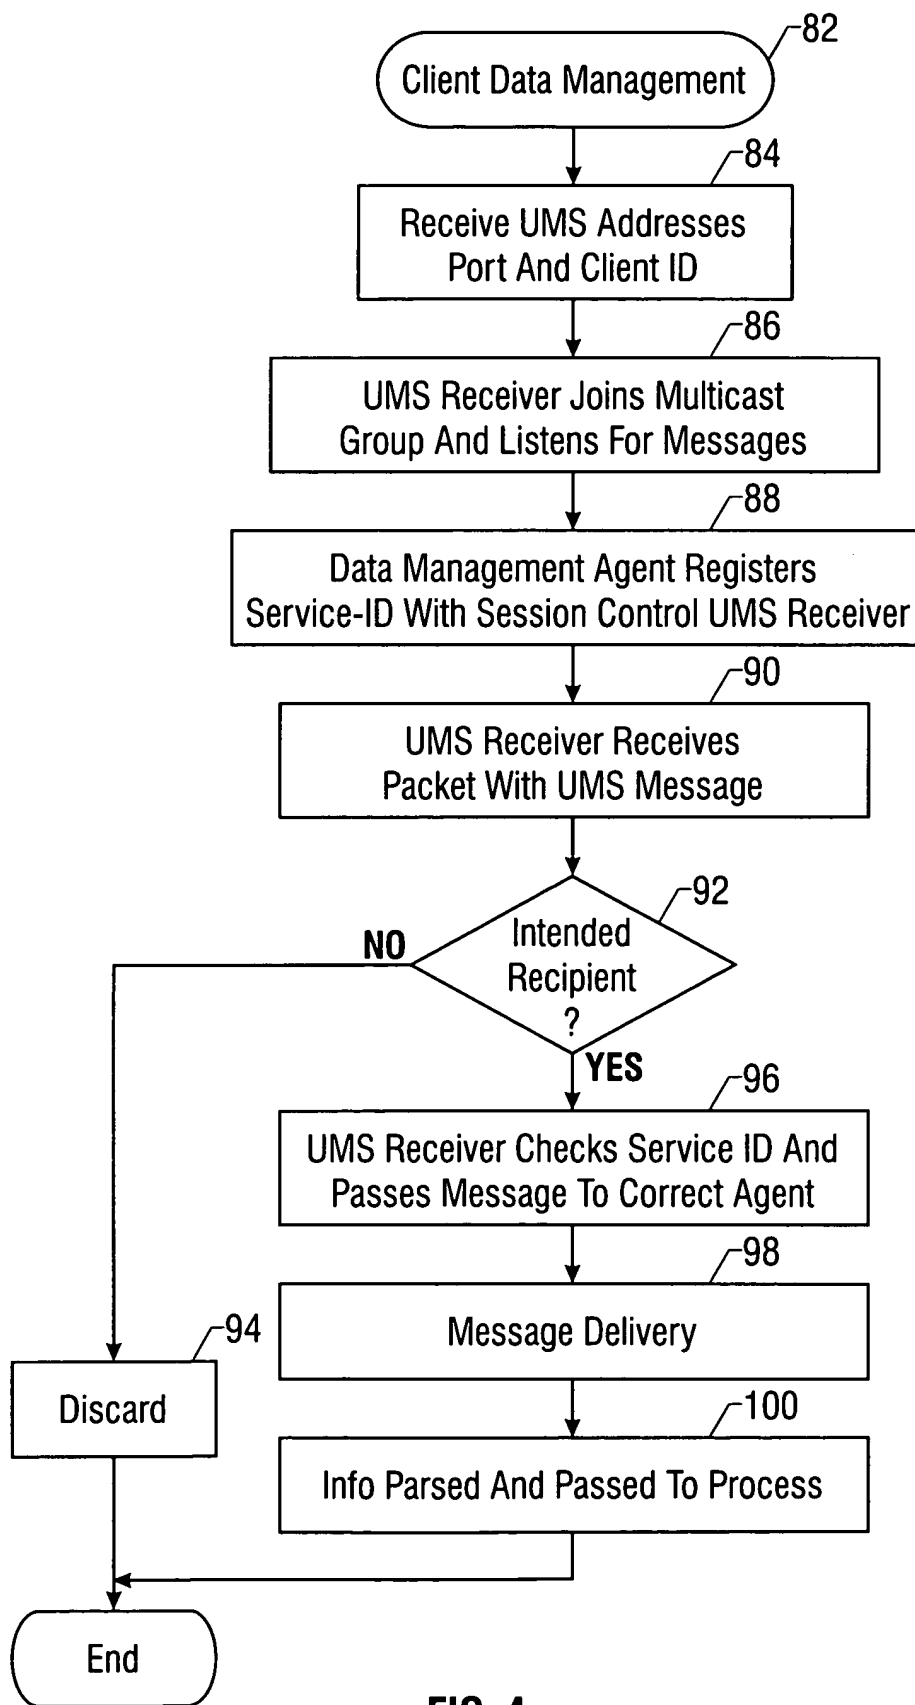 82
Client Data Management
84
Receive UMS Addresses
Port And Client ID
86
UMS Receiver Joins Multicast
Group And Listens For Messages
88
Data Management Agent Registers
Service-ID With Session Control UMS Receiver
90
UMS Receiver Receives
Packet With UMS Message
92
Intended
Recipient
?
NO
YES
96
UMS Receiver Checks Service ID And
Passes Message To Correct Agent
98
Message Delivery
94
Discard
100
Info Parsed And Passed To Process
End
FIG. 4